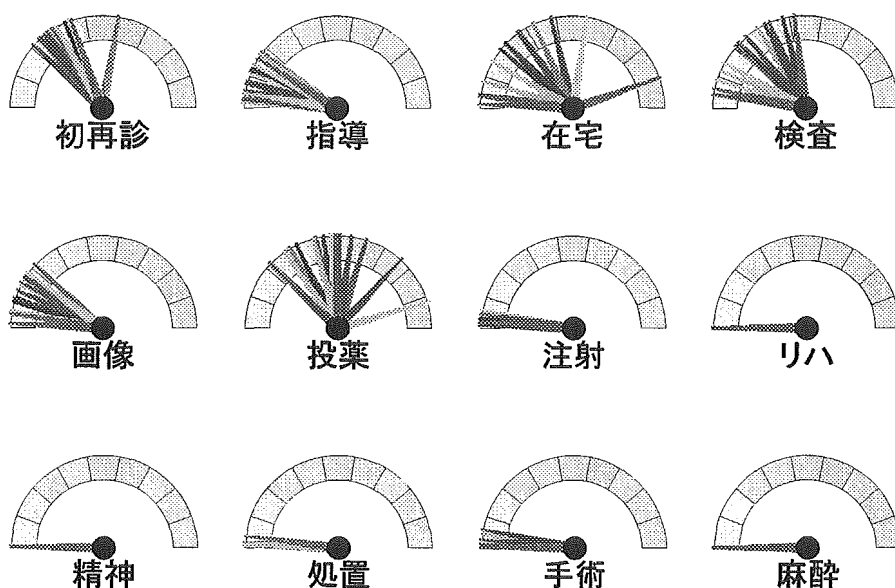 初再診 指導 在宅 検査
画像 投薬 注射 リハ
精神 処置 手術 麻酔